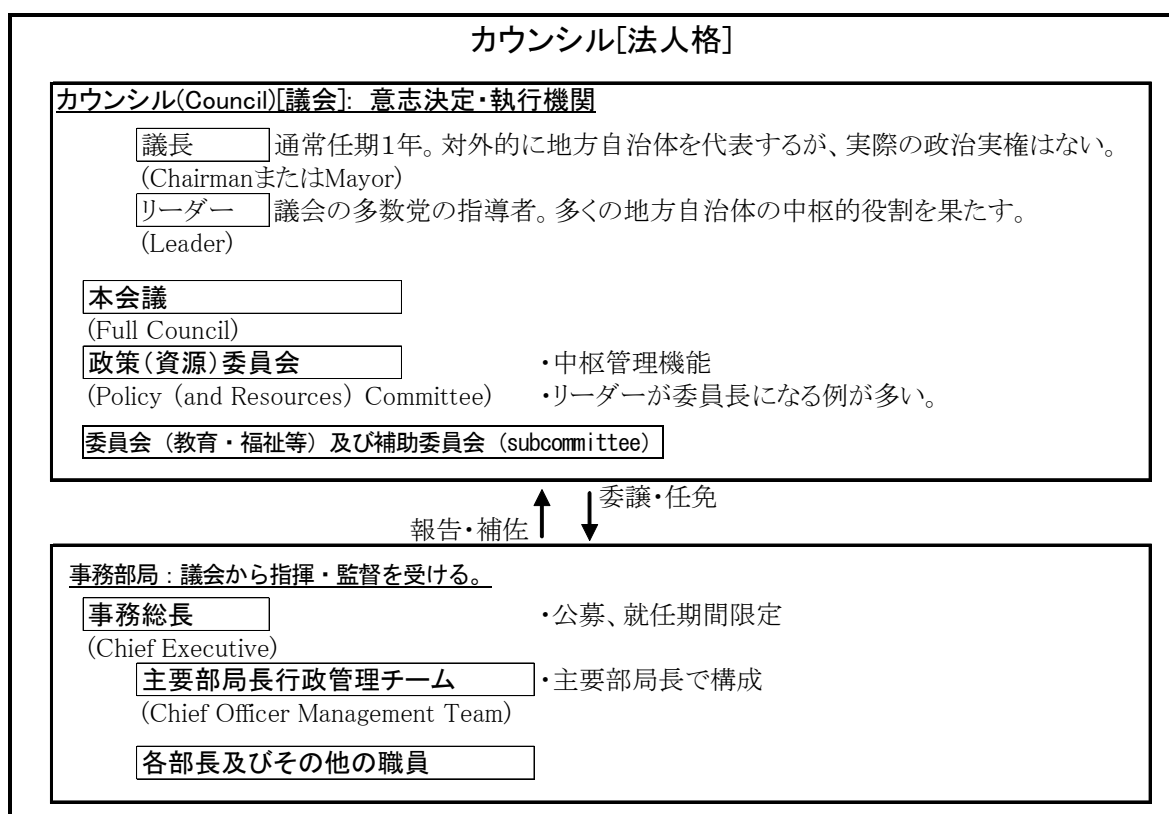 カウンシル[法人格]
カウンシル(Council)[議会]: 意志決定・執行機関
議長 通常任期1年。対外的に地方自治体を代表するが、実際の政治実権はない。
(ChairmanまたはMayor)
リーダー 議会の多数党の指導者。多くの地方自治体の中枢的役割を果たす。
(Leader)
本会議
(Full Council)
政策(資源)委員会 ・中枢管理機能
(Policy (and Resources) Committee) ・リーダーが委員長になる例が多い。
委員会(教育・福祉等)及び補助委員会(subcommittee)
委譲・任免
報告・補佐
事務部局:議会から指揮・監督を受ける。
事務総長 ・公募、就任期間限定
(Chief Executive)
主要部局長行政管理チーム ・主要部局長で構成
(Chief Officer Management Team)
各部長及びその他の職員